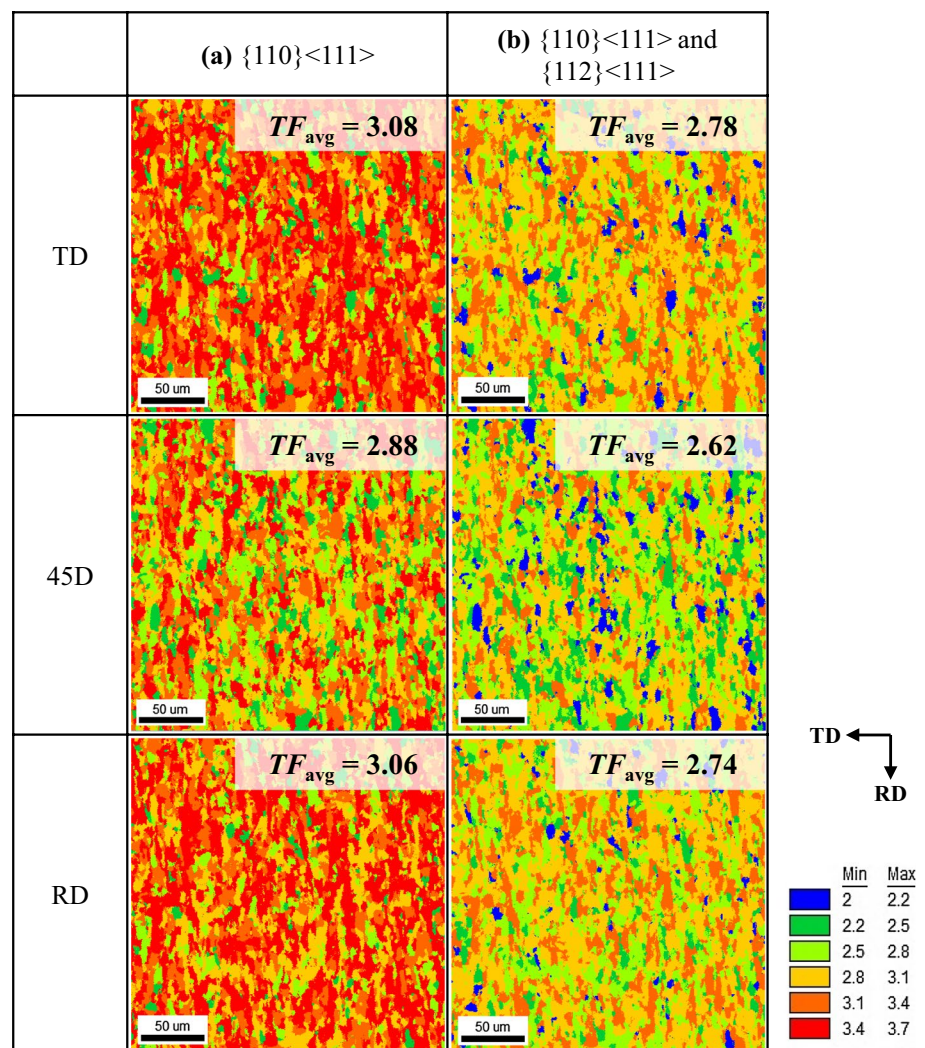 (a) {110}<111>
(b) {110}<111> and
{112}<111>
TD
TFavg = 3.08
50 um
TFavg = 2.78
50 um
45D
TFavg = 2.88
50 um
TFavg = 2.62
50 um
RD
TFavg = 3.06
50 um
TFavg = 2.74
50 um
TD
RD
Min Max
2 2.2
2.2 2.5
2.5 2.8
2.8 3.1
3.1 3.4
3.4 3.7